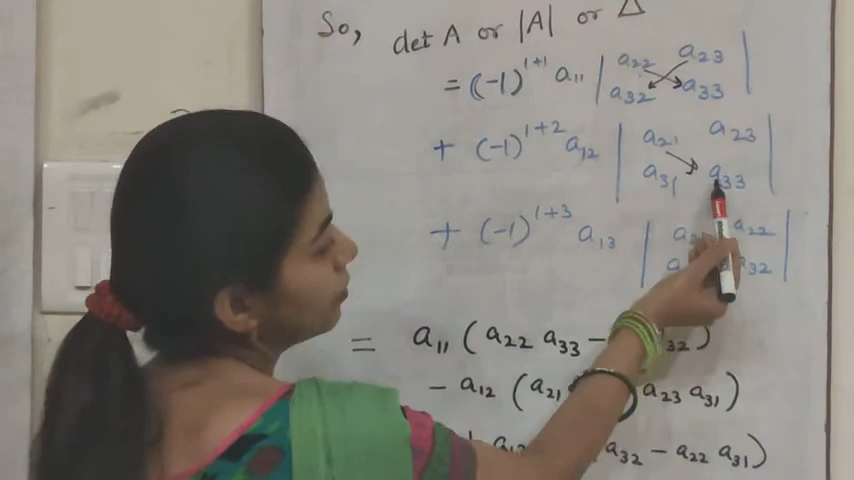 So, det A or |A| or Δ
= (-1)¹⁺¹ a₁₁ | a₂₂ a₂₃
a₃₂ a₃₃ |
+ (-1)¹⁺² a₁₂ | a₂₁ a₂₃
a₃₁ a₃₃ |
+ (-1)¹⁺³ a₁₃ | a₂₂
₃₂ |
= a₁₁ ( a₂₂ a₃₃ – ₃₂ )
– a₁₂ ( a₂₁ a₂₃ a₃₁ )
a₃₂ – a₂₂ a₃₁ )